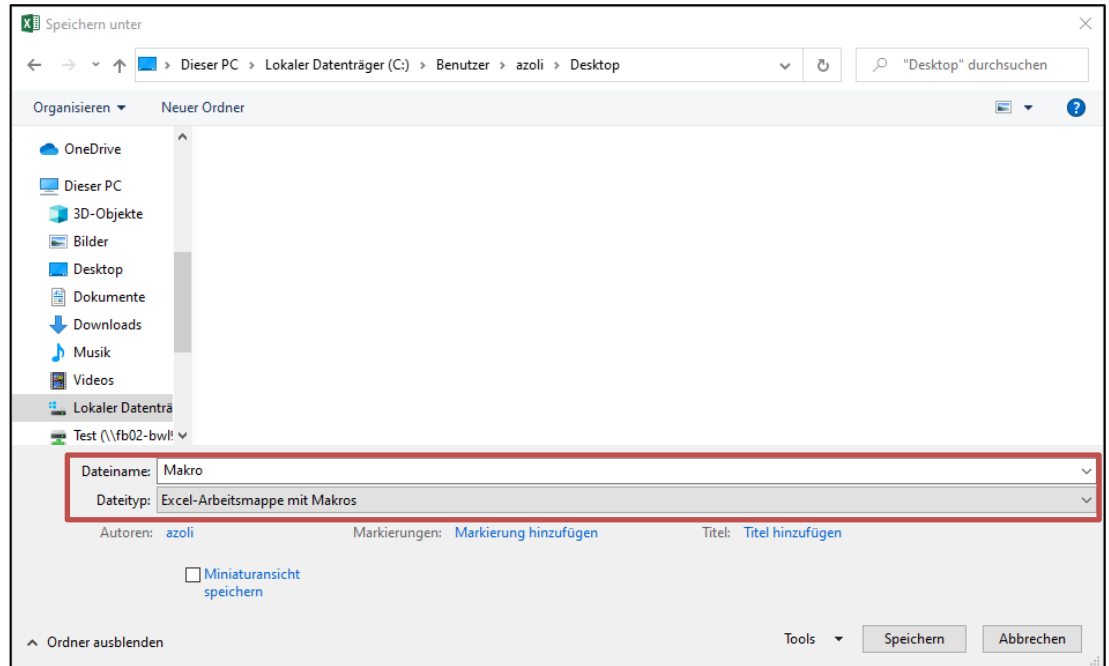 Speichern unter
Dieser PC > Lokaler Datenträger (C:) > Benutzer > azoli > Desktop
"Desktop" durchsuchen
Organisieren
Neuer Ordner
OneDrive
Dieser PC
3D-Objekte
Bilder
Desktop
Dokumente
Downloads
Musik
Videos
Lokaler Datenträ
Test (\\fb02-bwl!
Dateiname: Makro
Dateityp: Excel-Arbeitsmappe mit Makros
Autoren: azoli Markierungen: Markierung hinzufügen Titel: Titel hinzufügen
Miniaturansicht
speichern
Ordner ausblenden
Tools
Speichern
Abbrechen